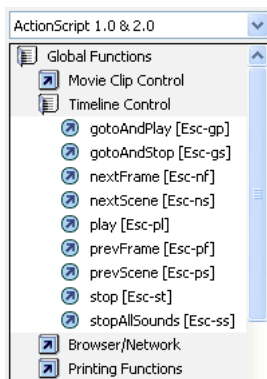 ActionScript 1.0 & 2.0
Global Functions
Movie Clip Control
Timeline Control
gotoAndPlay [Esc-gp]
gotoAndStop [Esc-gs]
nextFrame [Esc-nf]
nextScene [Esc-ns]
play [Esc-pl]
prevFrame [Esc-pf]
prevScene [Esc-ps]
stop [Esc-st]
stopAllSounds [Esc-ss]
Browser/Network
Printing Functions